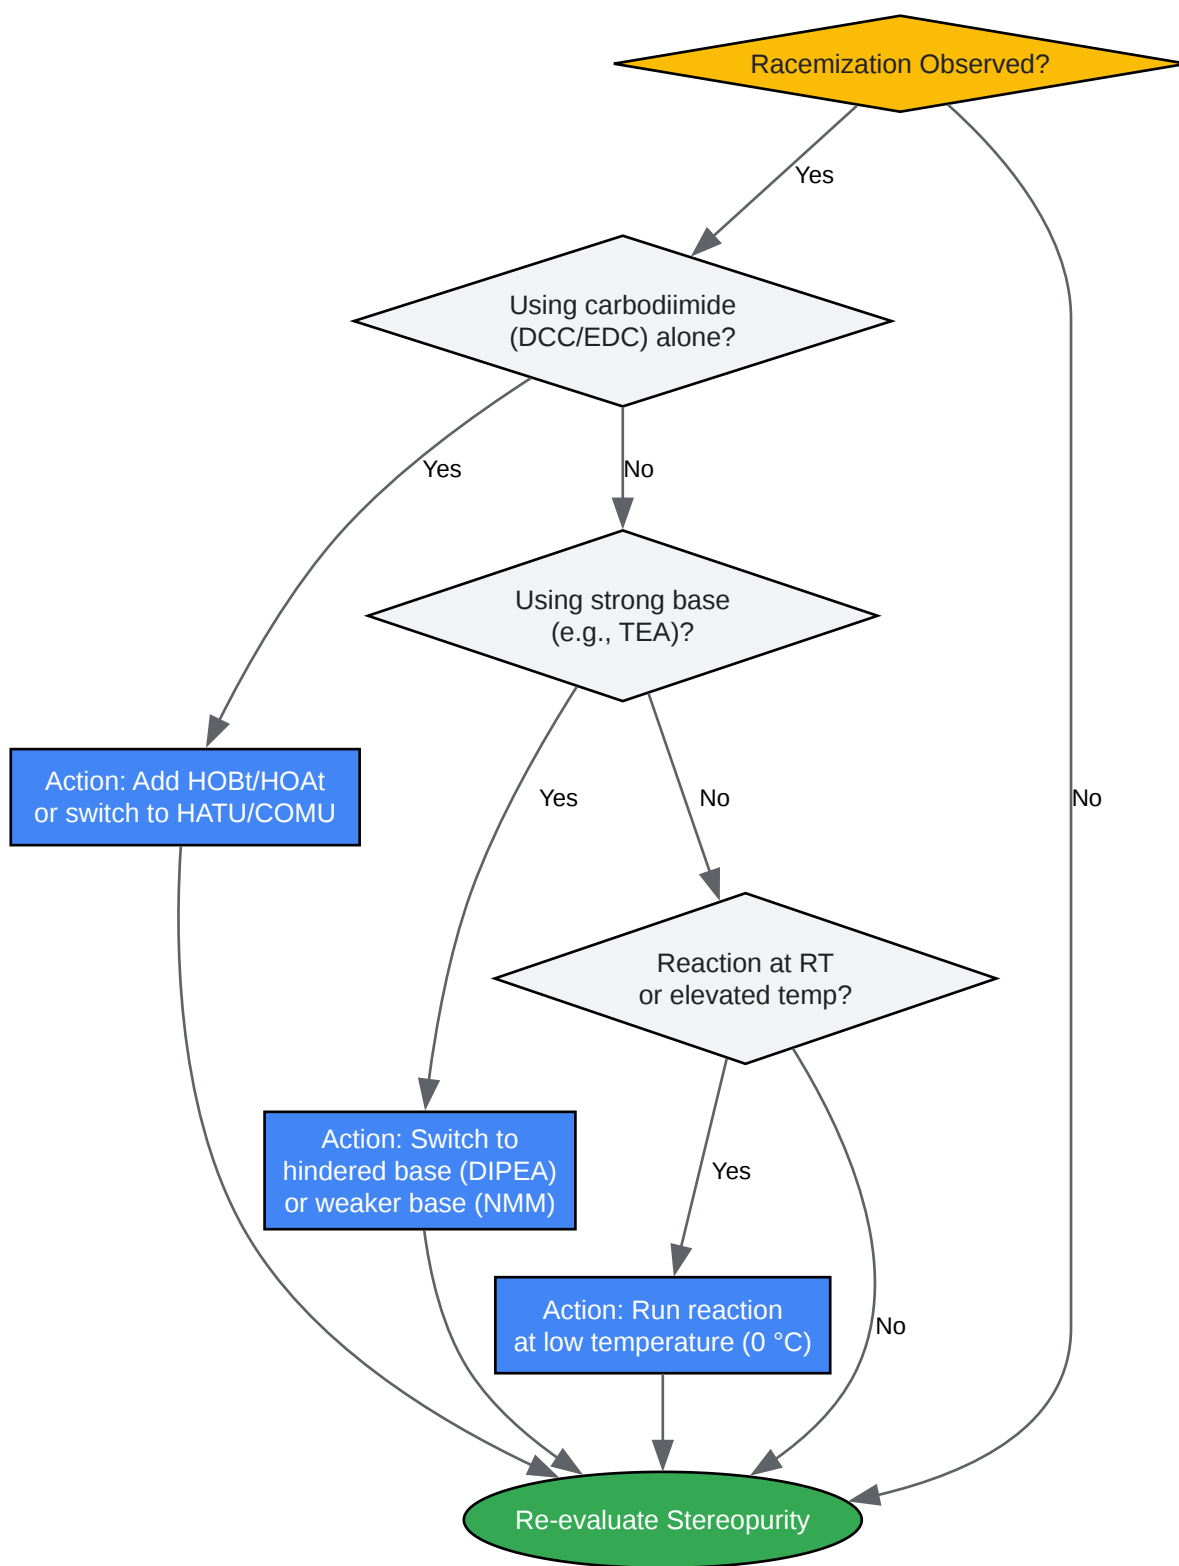 Racemization Observed?
Yes
Using carbodiimide
(DCC/EDC) alone?
Yes
No
Using strong base
(e.g., TEA)?
Action: Add HOBt/HOAt
or switch to HATU/COMU
Yes
No
No
Reaction at RT
or elevated temp?
Action: Switch to
hindered base (DIPEA)
or weaker base (NMM)
Yes
Action: Run reaction
at low temperature (0 °C)
No
Re-evaluate Stereopurity